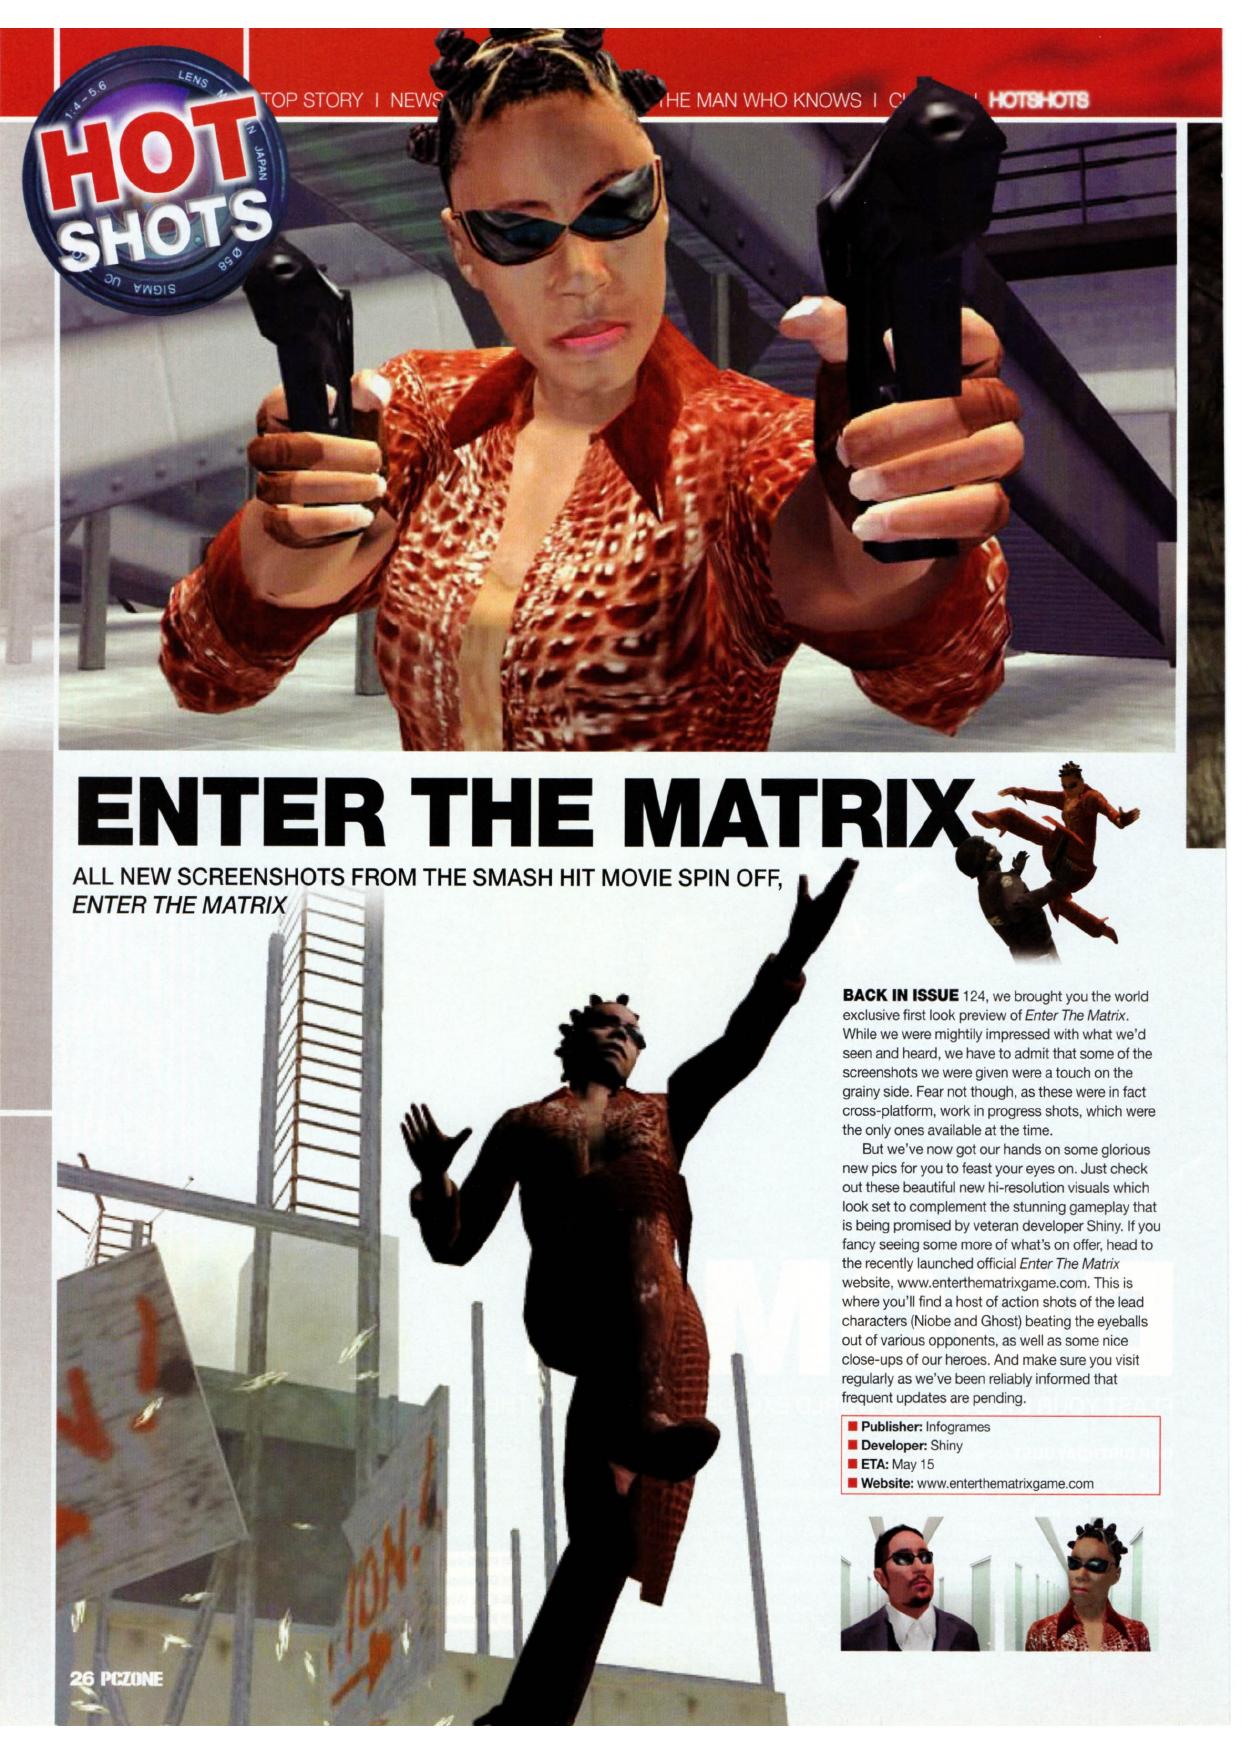 TOP STORY | NEWS
THE MAN WHO KNOWS |
HOTSHOTS
1:4-5.6
LENS
N JAPAN
Ø58
SIGMA
UC
HOT
SHOTS
ENTER THE MATRIX
ALL NEW SCREENSHOTS FROM THE SMASH HIT MOVIE SPIN OFF,
ENTER THE MATRIX
BACK IN ISSUE 124, we brought you the world
exclusive first look preview of Enter The Matrix.
While we were mightily impressed with what we'd
seen and heard, we have to admit that some of the
screenshots we were given were a touch on the
grainy side. Fear not though, as these were in fact
cross-platform, work in progress shots, which were
the only ones available at the time.
But we've now got our hands on some glorious
new pics for you to feast your eyes on. Just check
out these beautiful new hi-resolution visuals which
look set to complement the stunning gameplay that
is being promised by veteran developer Shiny. If you
fancy seeing some more of what's on offer, head to
the recently launched official Enter The Matrix
website, www.enterthematrixgame.com. This is
where you'll find a host of action shots of the lead
characters (Niobe and Ghost) beating the eyeballs
out of various opponents, as well as some nice
close-ups of our heroes. And make sure you visit
regularly as we've been reliably informed that
frequent updates are pending.
Publisher: Infogrames
Developer: Shiny
ETA: May 15
Website: www.enterthematrixgame.com
26 PCZONE